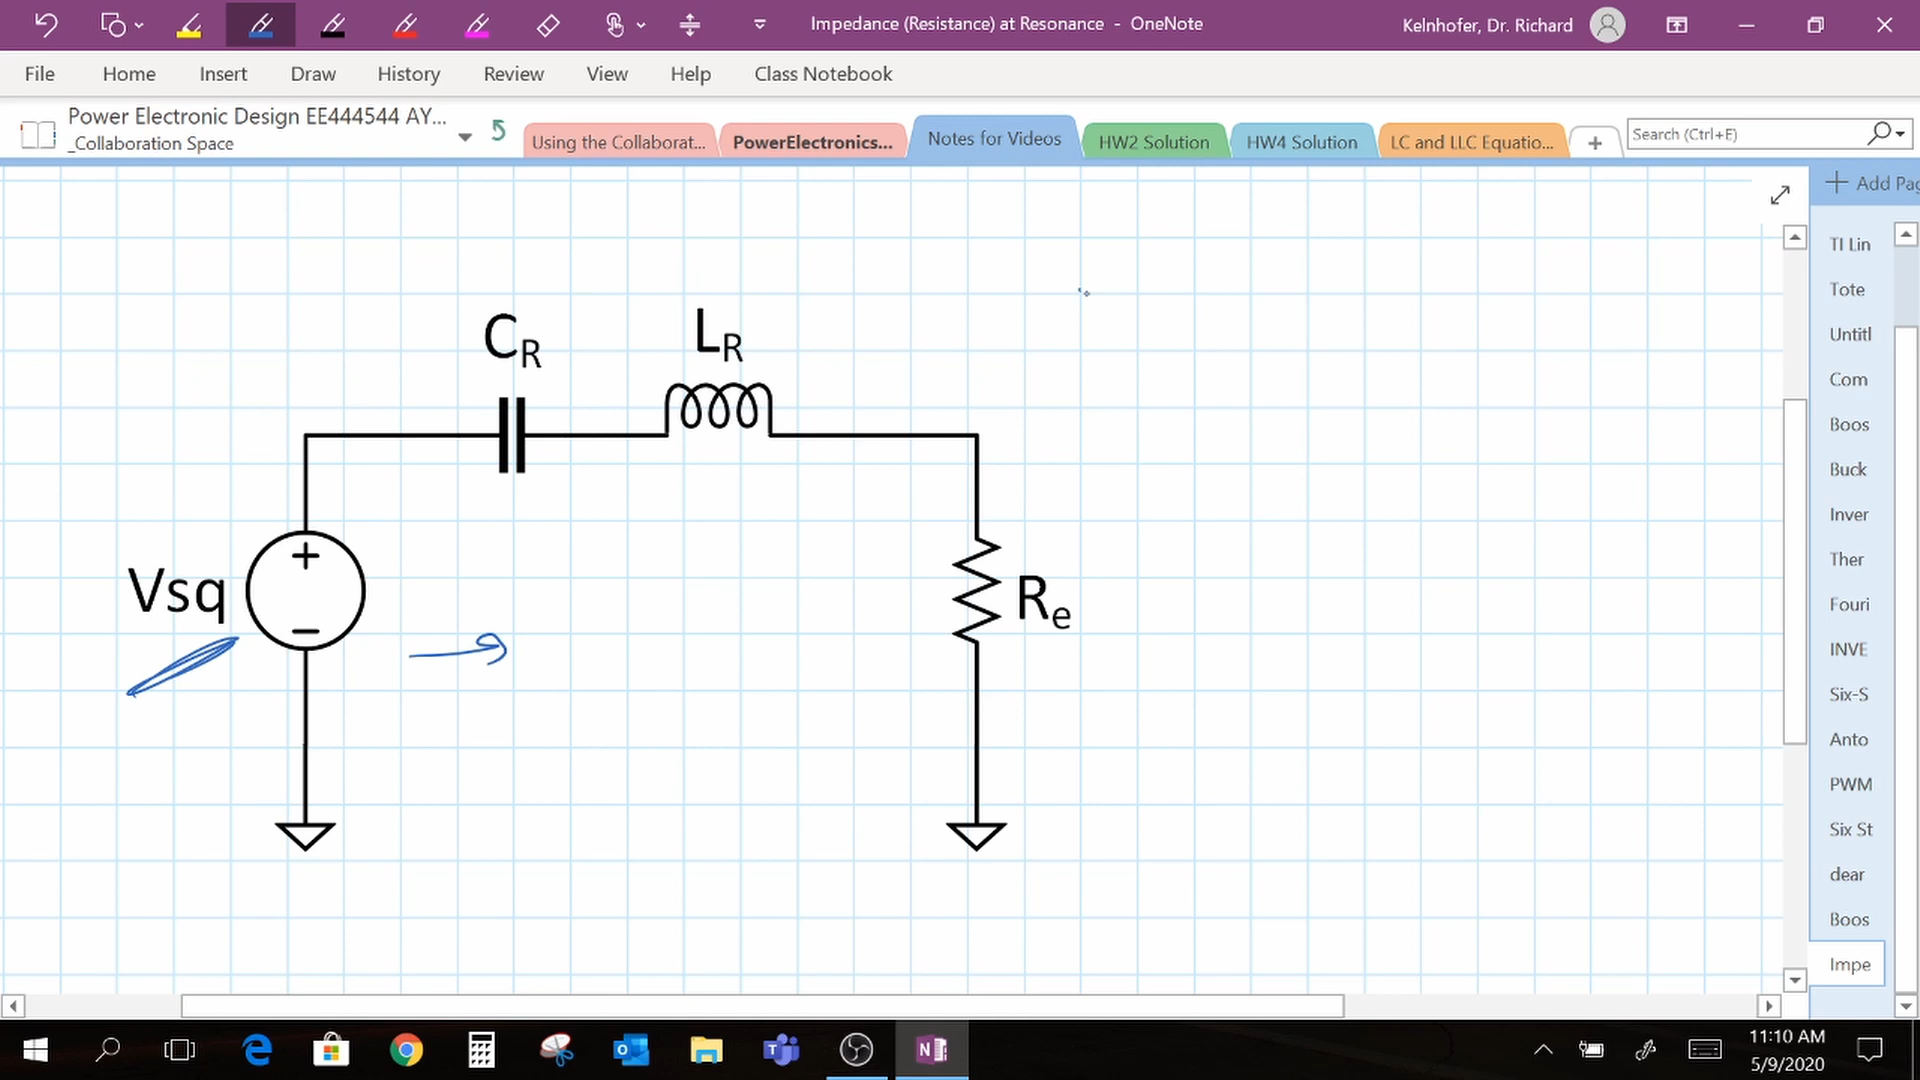 Impedance (Resistance) at Resonance - OneNote
Kelnhofer, Dr. Richard
File Home Insert Draw History Review View Help Class Notebook
Power Electronic Design EE444544 AY...
_Collaboration Space
Using the Collaborat... PowerElectronics... Notes for Videos HW2 Solution HW4 Solution LC and LLC Equatio... +
Search (Ctrl+E)
Add Pag
TI Lin
Tote
Untitl
Com
Boos
Buck
Inver
Ther
Fouri
INVE
Six-S
Anto
PWM
Six St
dear
Boos
Impe
CR
LR
+
Vsq
−
Re
11:10 AM
5/9/2020